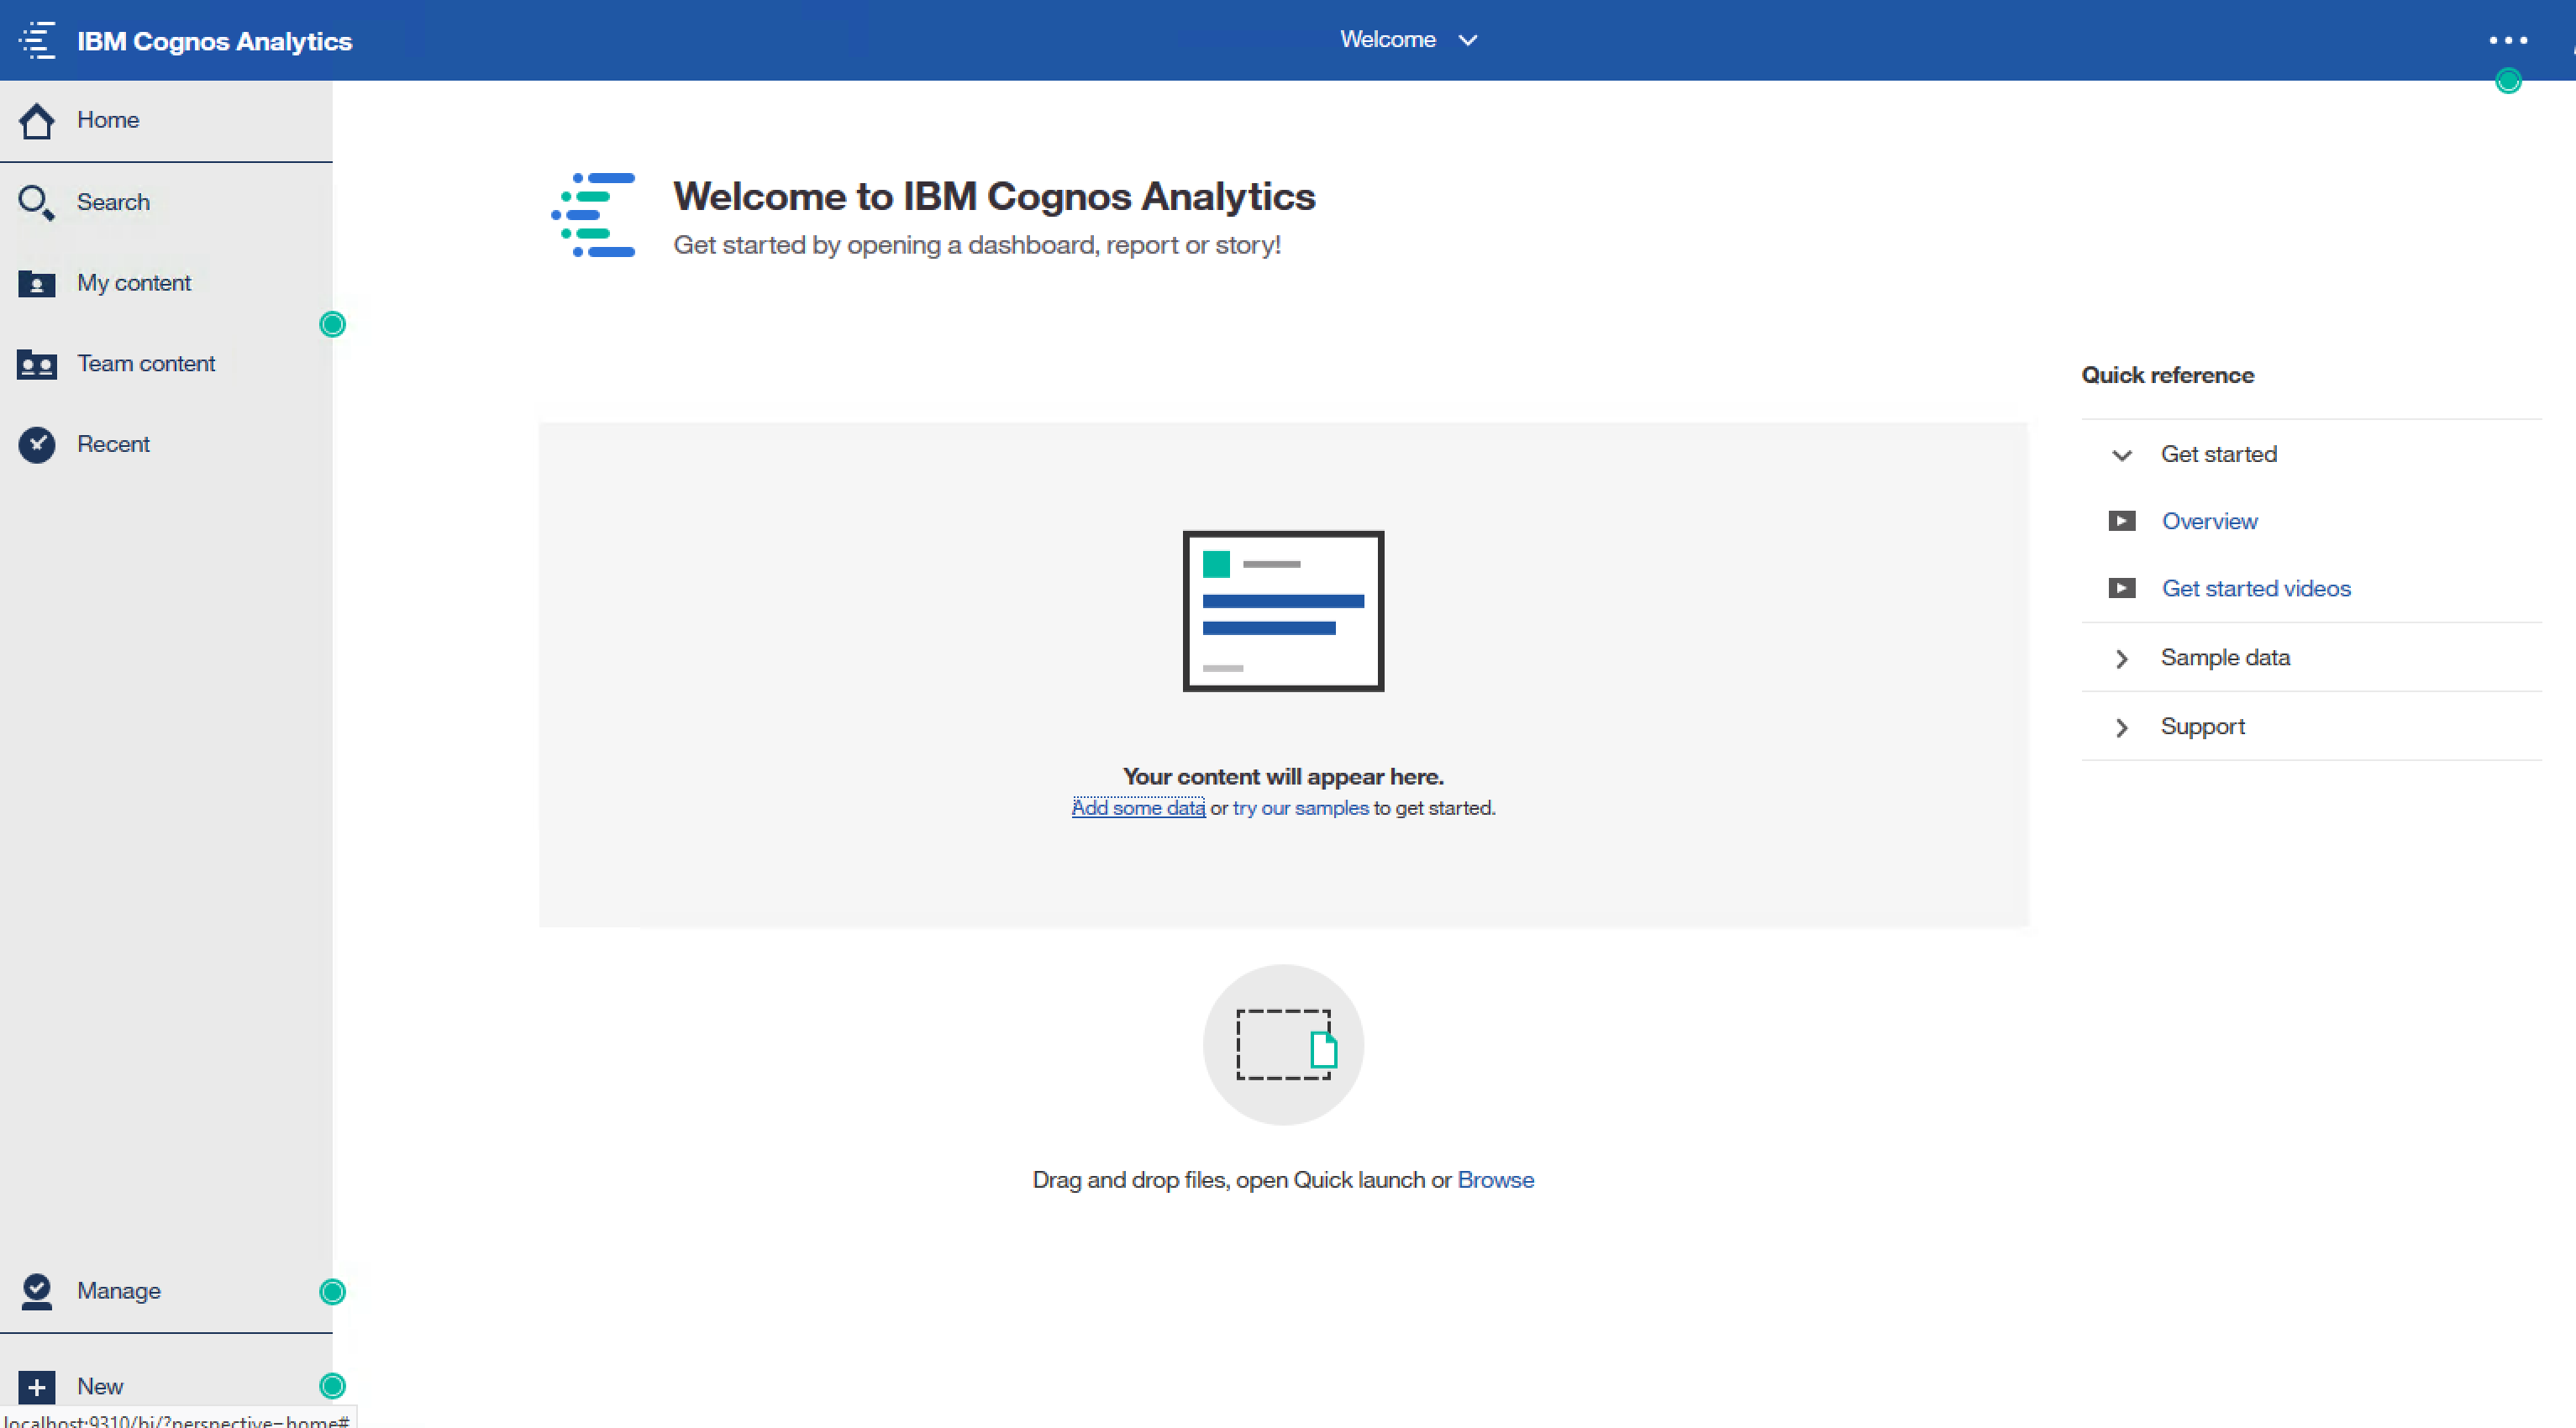 IBM Cognos Analytics
Welcome
Home
Search
My content
Team content
Recent
Manage
New
localhost:9310/bi/?perspective=home#
Welcome to IBM Cognos Analytics
Get started by opening a dashboard, report or story!
Your content will appear here.
Add some data or try our samples to get started.
Drag and drop files, open Quick launch or Browse
Quick reference
Get started
Overview
Get started videos
Sample data
Support